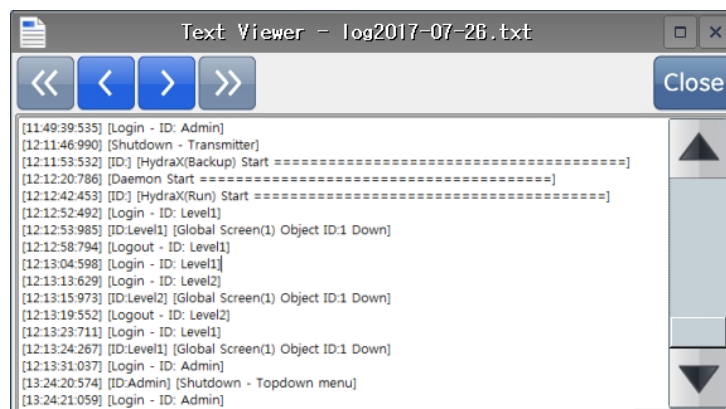 Text Viewer - log2017-07-26.txt
Close
[11:49:39:535] [Login - ID: Admin]
[12:11:46:990] [Shutdown - Transmitter]
[12:11:53:532] [ID:] [HydraX(Backup) Start =======================================]
[12:12:20:786] [Daemon Start =======================================]
[12:12:42:453] [ID:] [HydraX(Run) Start =======================================]
[12:12:52:492] [Login - ID: Level1]
[12:12:53:985] [ID:Level1] [Global Screen(1) Object ID:1 Down]
[12:12:58:794] [Logout - ID: Level1]
[12:13:04:598] [Login - ID: Level1]
[12:13:13:629] [Login - ID: Level2]
[12:13:15:973] [ID:Level2] [Global Screen(1) Object ID:1 Down]
[12:13:19:552] [Logout - ID: Level2]
[12:13:23:711] [Login - ID: Level1]
[12:13:24:267] [ID:Level1] [Global Screen(1) Object ID:1 Down]
[12:13:31:037] [Login - ID: Admin]
[13:24:20:574] [ID:Admin] [Shutdown - Topdown menu]
[13:24:21:059] [Login - ID: Admin]